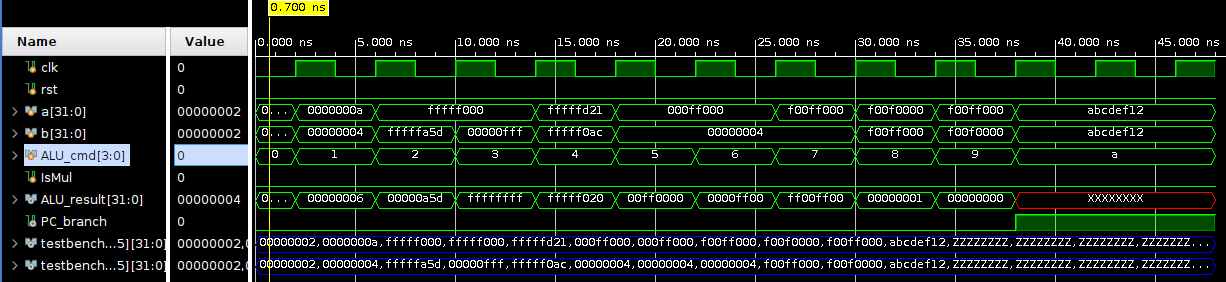 0.700 ns
Name Value 0.000 ns 5.000 ns 10.000 ns 15.000 ns 20.000 ns 25.000 ns 30.000 ns 35.000 ns 40.000 ns 45.000 ns
clk 0
rst 0
a[31:0] 00000002 0... 0000000a fffff000 fffffd21 000ff000 f00ff000 f00f0000 f00ff000 abcdef12
b[31:0] 00000002 0... 00000004 fffffa5d 00000fff fffff0ac 00000004 f00ff000 f00f0000 abcdef12
ALU_cmd[3:0] 0 0 1 2 3 4 5 6 7 8 9 a
IsMul 0
ALU_result[31:0] 00000004 0... 00000006 00000a5d ffffffff fffff020 00ff0000 0000ff00 ff00ff00 00000001 00000000 XXXXXXXX
PC_branch 0
testbench...5][31:0] 00000002,0 00000002,0000000a,fffff000,fffff000,fffffd21,000ff000,000ff000,f00ff000,f00f0000,f00ff000,abcdef12,ZZZZZZZZ,ZZZZZZZZ,ZZZZZZZZ,ZZZZZZZ...
testbench...5][31:0] 00000002,0 00000002,00000004,fffffa5d,00000fff,fffff0ac,00000004,00000004,00000004,f00ff000,f00f0000,abcdef12,ZZZZZZZZ,ZZZZZZZZ,ZZZZZZZZ,ZZZZZZZ...